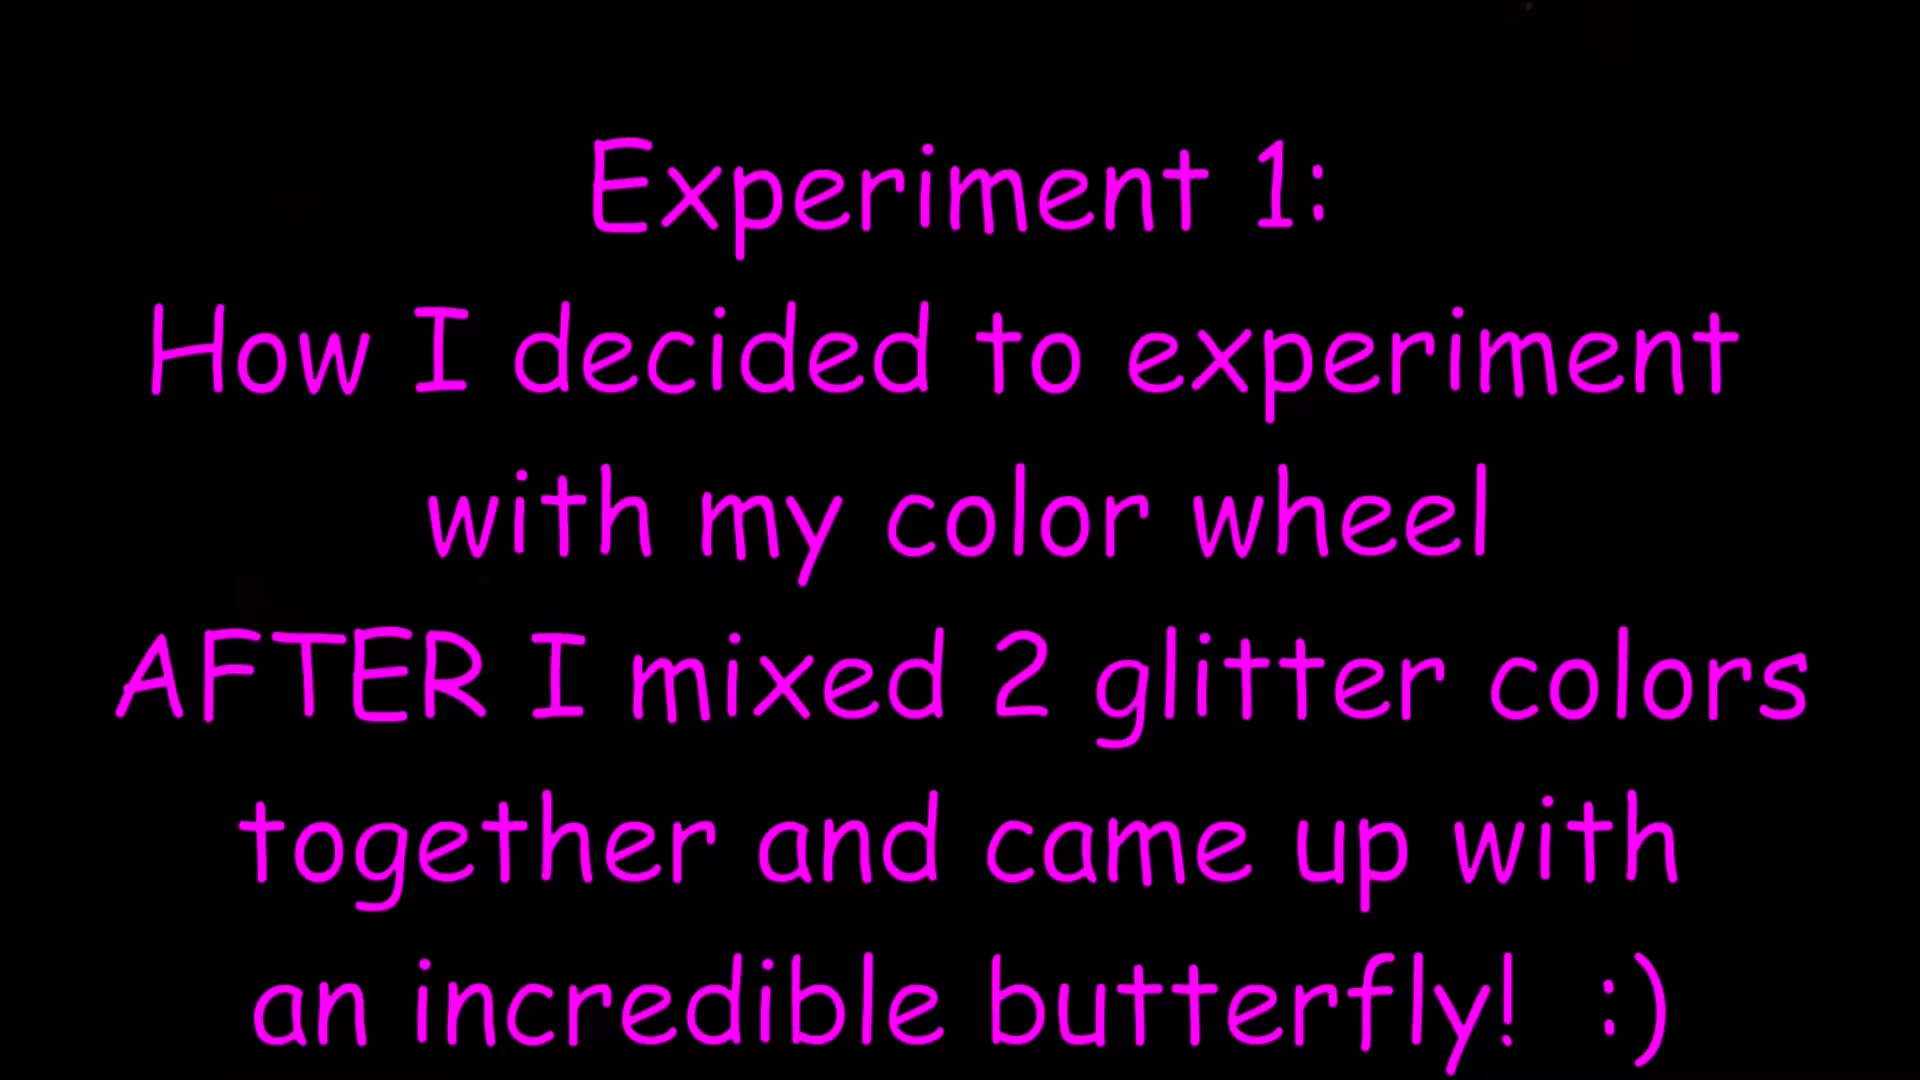 Experiment 1:
How I decided to experiment
with my color wheel
AFTER I mixed 2 glitter colors
together and came up with
an incredible butterfly!  :)